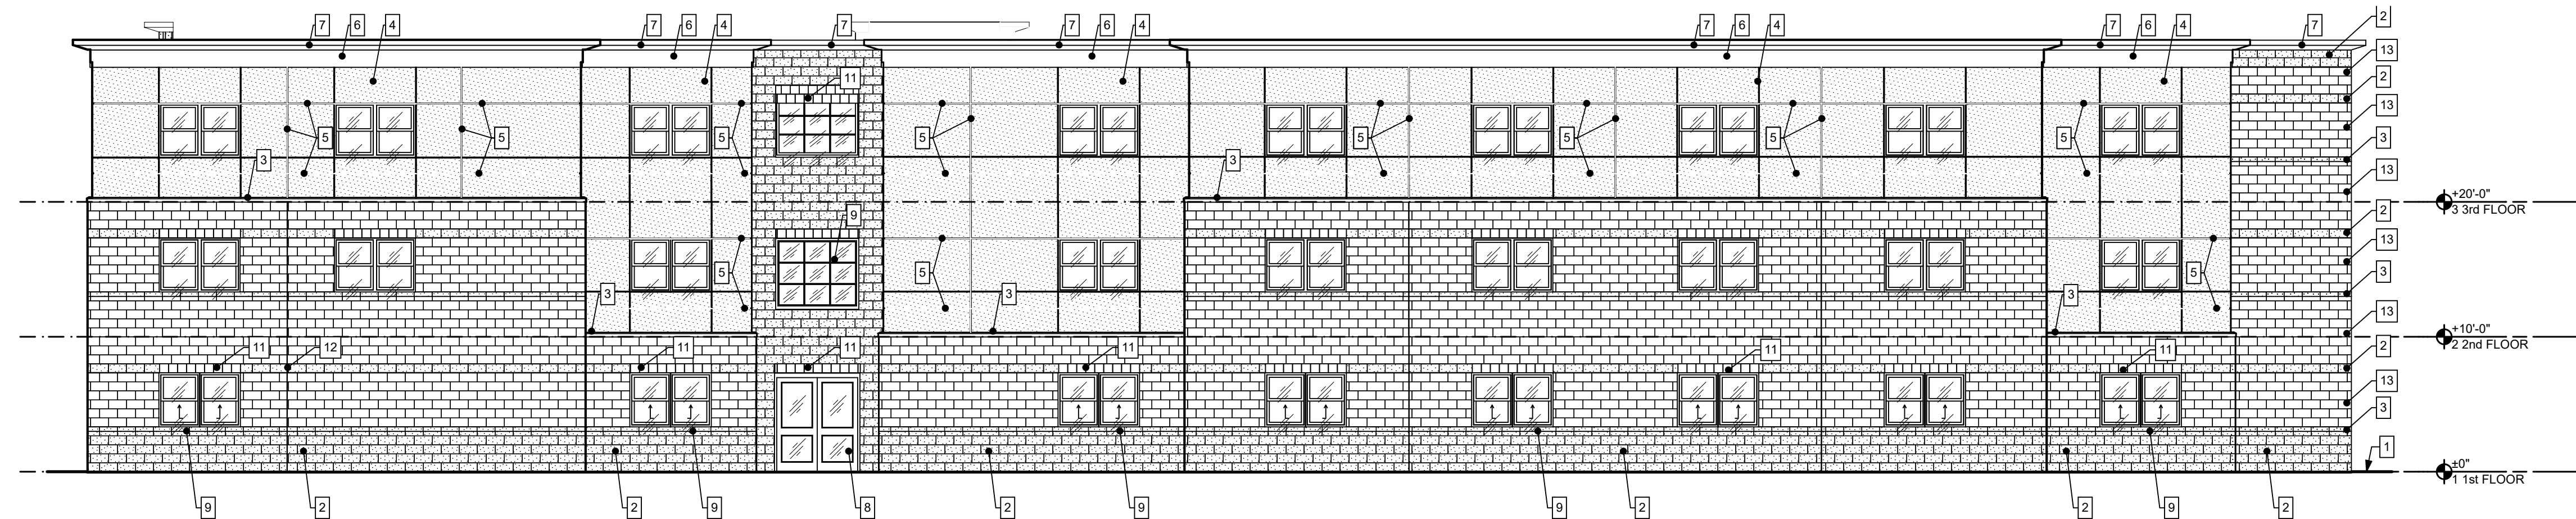 7 6 4 7 6 4 7 7 6 4 7 6 4 7 6 4 7 2
13
11
2
13
5 5 5 5 5 5 5 5 3
3 3
13
+20'-0"
3 3rd FLOOR
9 2
13
5 5 5 3
3 3 3
13
+10'-0"
2 2nd FLOOR
11 12 11 11 11 11 11 2
13
3
1
±0"
1 1st FLOOR
9 2 2 9 8 2 9 9 2 2 9 2